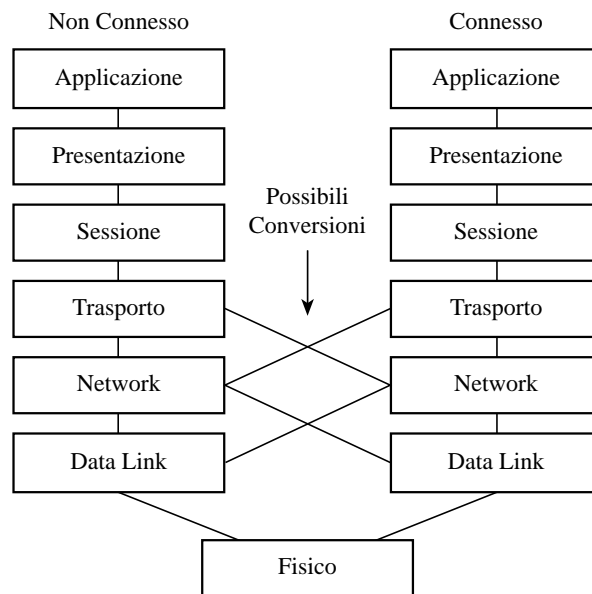 Non Connesso
Connesso
Applicazione
Applicazione
Presentazione
Presentazione
Possibili
Conversioni
Sessione
Sessione
Trasporto
Trasporto
Network
Network
Data Link
Data Link
Fisico